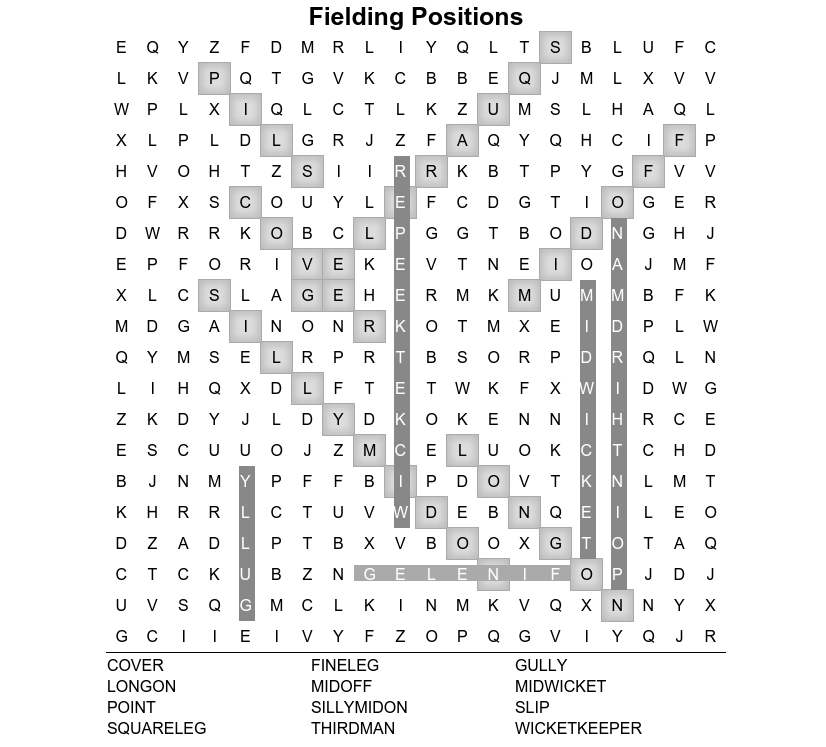 Fielding Positions
E Q Y Z F D M R L I Y Q L T S B L U F C
L K V P Q T G V K C B B E Q J M L X V V
W P L X I Q L C T L K Z U M S L H A Q L
X L P L D L G R J Z F A Q Y Q H C I F P
H V O H T Z S I I R R K B T P Y G F V V
O F X S C O U Y L E F C D G T I O G E R
D W R R K O B C L P G G T B O D N G H J
E P F O R I V E K E V T N E I O A J M F
X L C S L A G E H E R M K M U M M B F K
M D G A I N O N R K O T M X E I D P L W
Q Y M S E L R P R T B S O R P D R Q L N
L I H Q X D L F T E T W K F X W I D W G
Z K D Y J L D Y D K O K E N N I H R C E
E S C U U O J Z M C E L U O K C T C H D
B J N M Y P F F B I P D O V T K N L M T
K H R R L C T U V W D E B N Q E I L E O
D Z A D L P T B X V B O O X G T O T A Q
C T C K U B Z N G E L E N I F O P J D J
U V S Q G M C L K I N M K V Q X N N Y X
G C I I E I V Y F Z O P Q G V I Y Q J R
COVER FINELEG GULLY
LONGON MIDOFF MIDWICKET
POINT SILLYMIDON SLIP
SQUARELEG THIRDMAN WICKETKEEPER